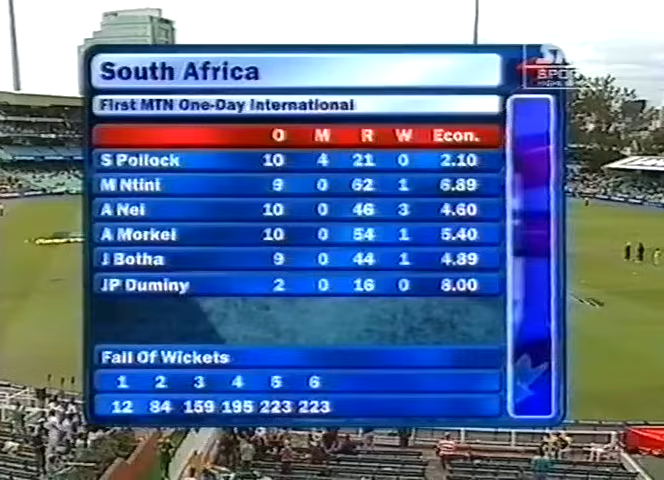 South Africa
First MTN One-Day International
O M R W Econ.
S Pollock 10 4 21 0 2.10
M Ntini 9 0 62 1 6.89
A Nel 10 0 46 3 4.60
A Morkel 10 0 54 1 5.40
J Botha 9 0 44 1 4.89
JP Duminy 2 0 16 0 8.00
Fall Of Wickets
1 2 3 4 5 6
12 84 159 195 223 223